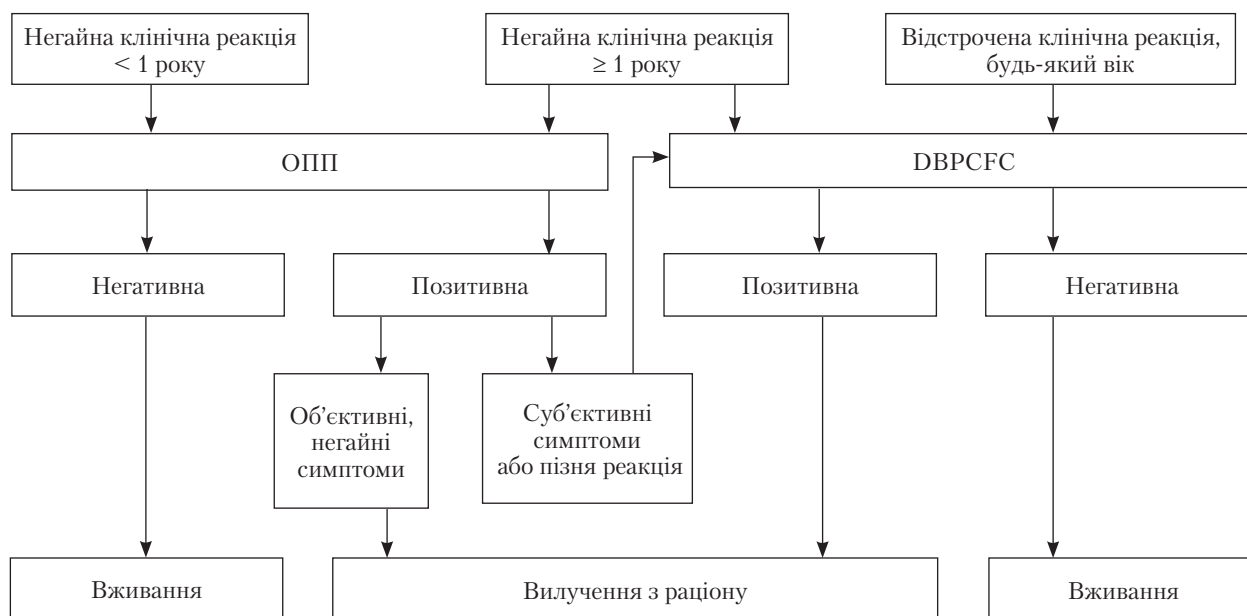 Негайна клінічна реакція
< 1 року
Негайна клінічна реакція
≥ 1 року
Відстрочена клінічна реакція,
будь-який вік
ОПП
DBPCFC
Негативна
Позитивна
Позитивна
Негативна
Об’єктивні,
негайні
симптоми
Суб’єктивні
симптоми
або пізня реакція
Вживання
Вилучення з раціону
Вживання